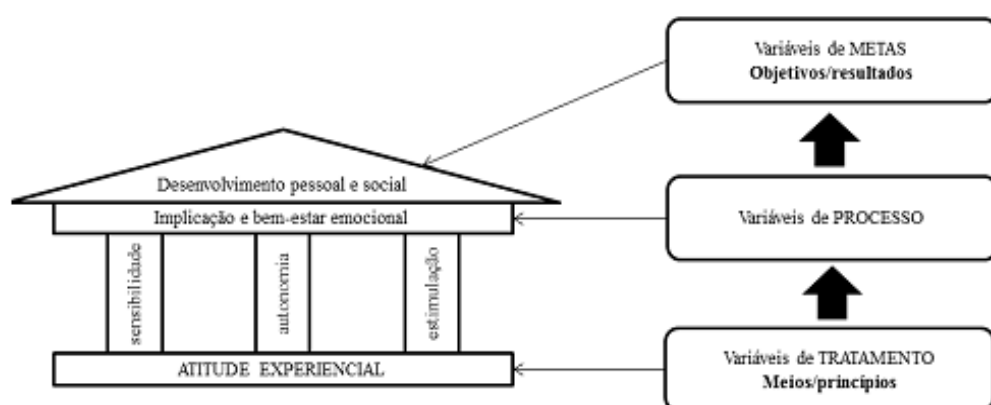 Variáveis de METAS
Objetivos/resultados
Desenvolvimento pessoal e social
Implicação e bem-estar emocional
Variáveis de PROCESSO
sensibilidade
autonomia
estimulação
ATITUDE EXPERIENCIAL
Variáveis de TRATAMENTO
Meios/princípios